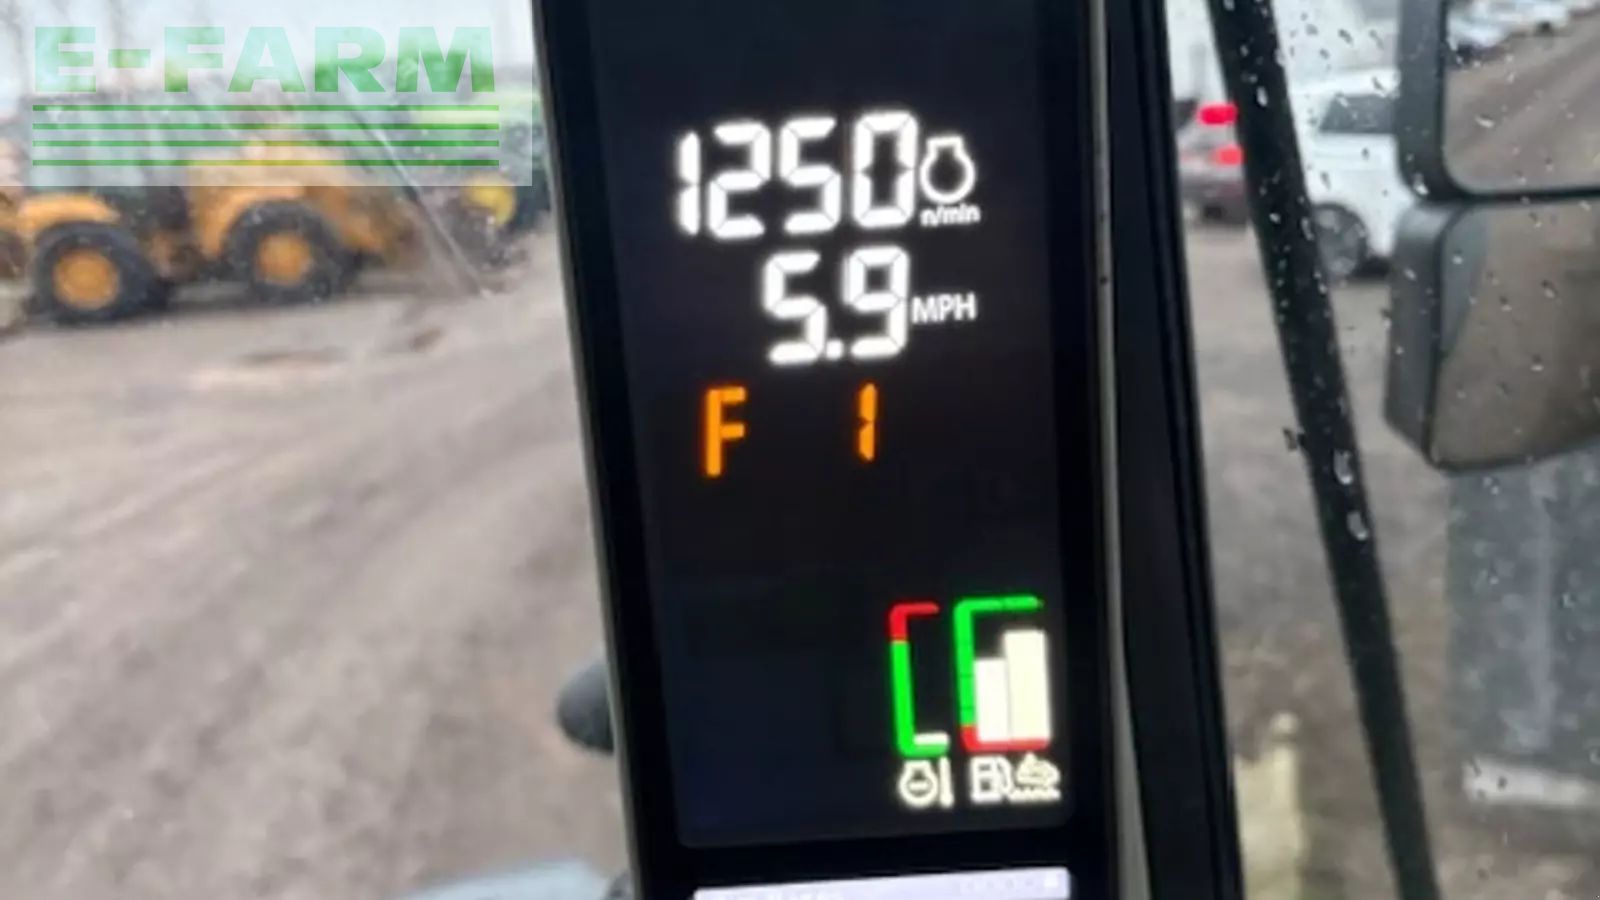 E-FARM
1250
n/min
5.9 MPH
F 1